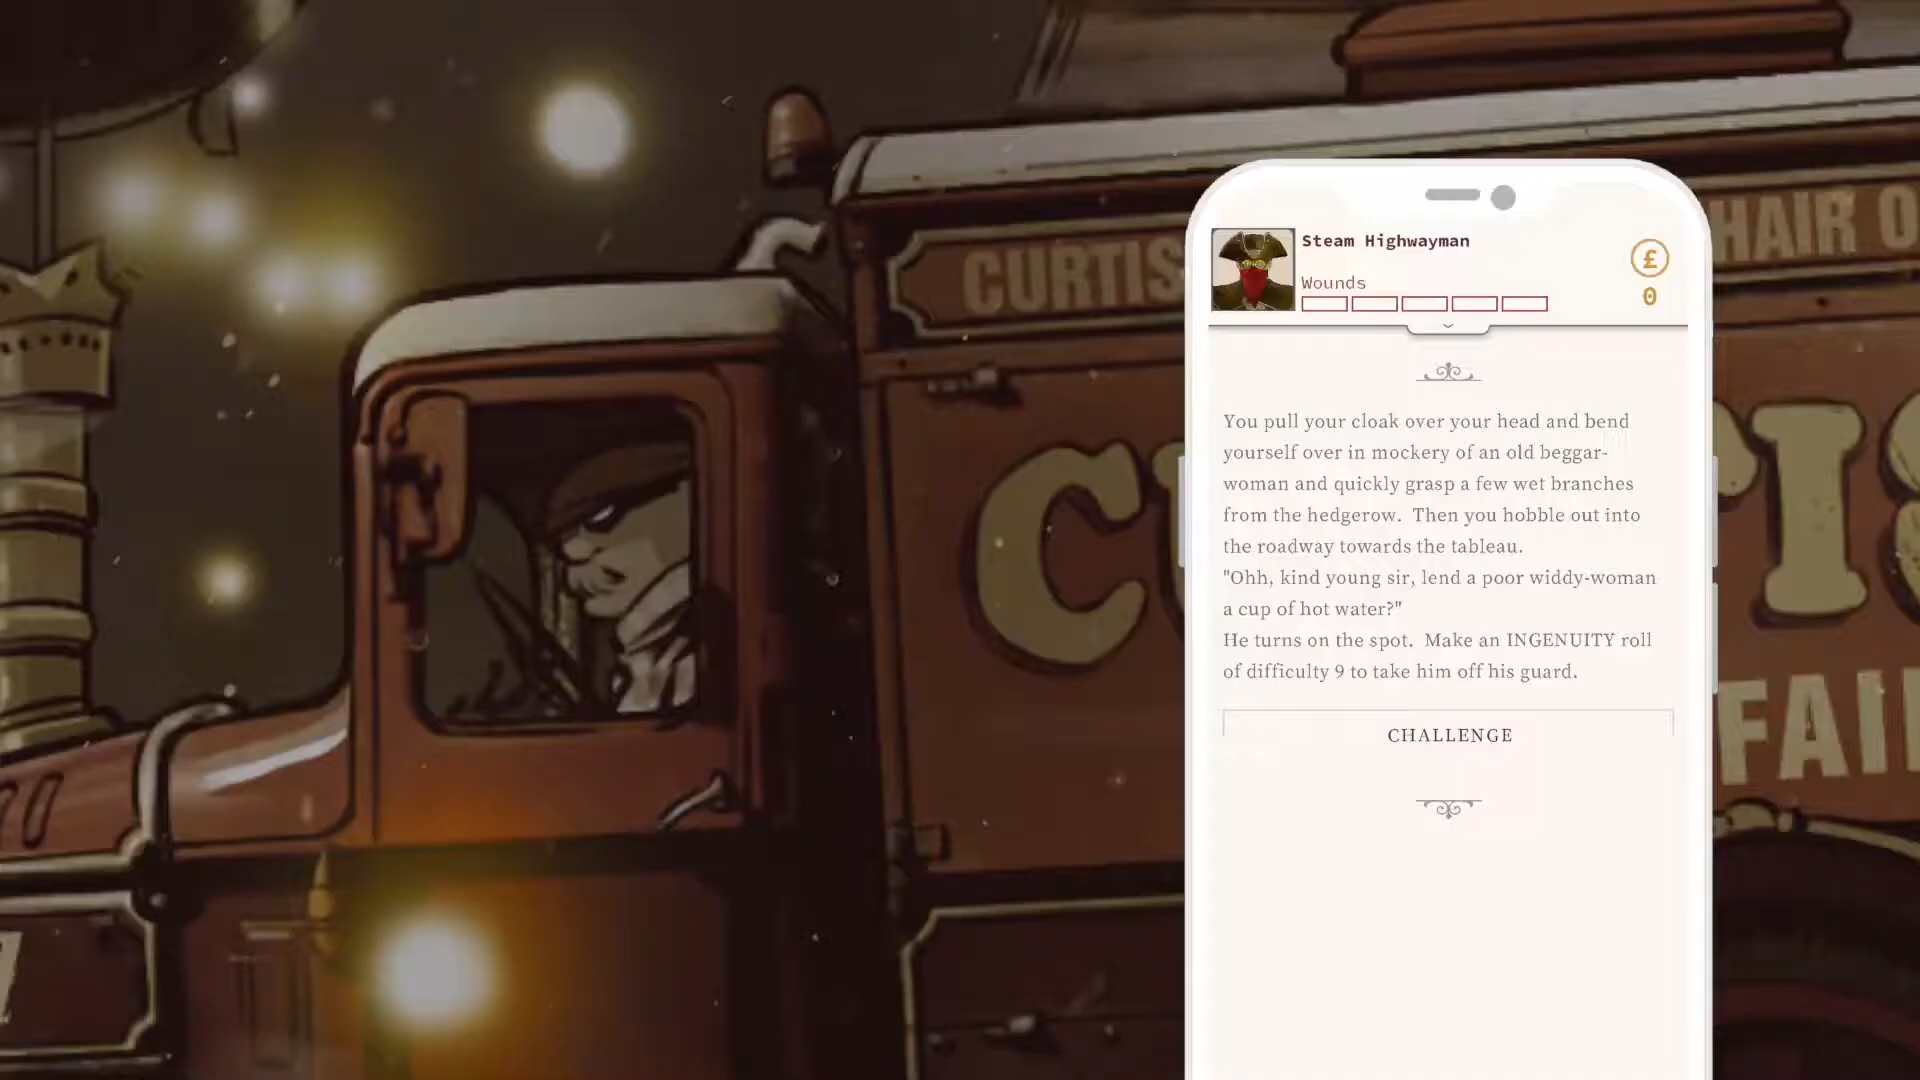 CURTIS
HAIR O
FAI
Steam Highwayman
£
Wounds
0
You pull your cloak over your head and bend
yourself over in mockery of an old beggar-
woman and quickly grasp a few wet branches
from the hedgerow.  Then you hobble out into
the roadway towards the tableau.
"Ohh, kind young sir, lend a poor widdy-woman
a cup of hot water?"
He turns on the spot.  Make an INGENUITY roll
of difficulty 9 to take him off his guard.
CHALLENGE